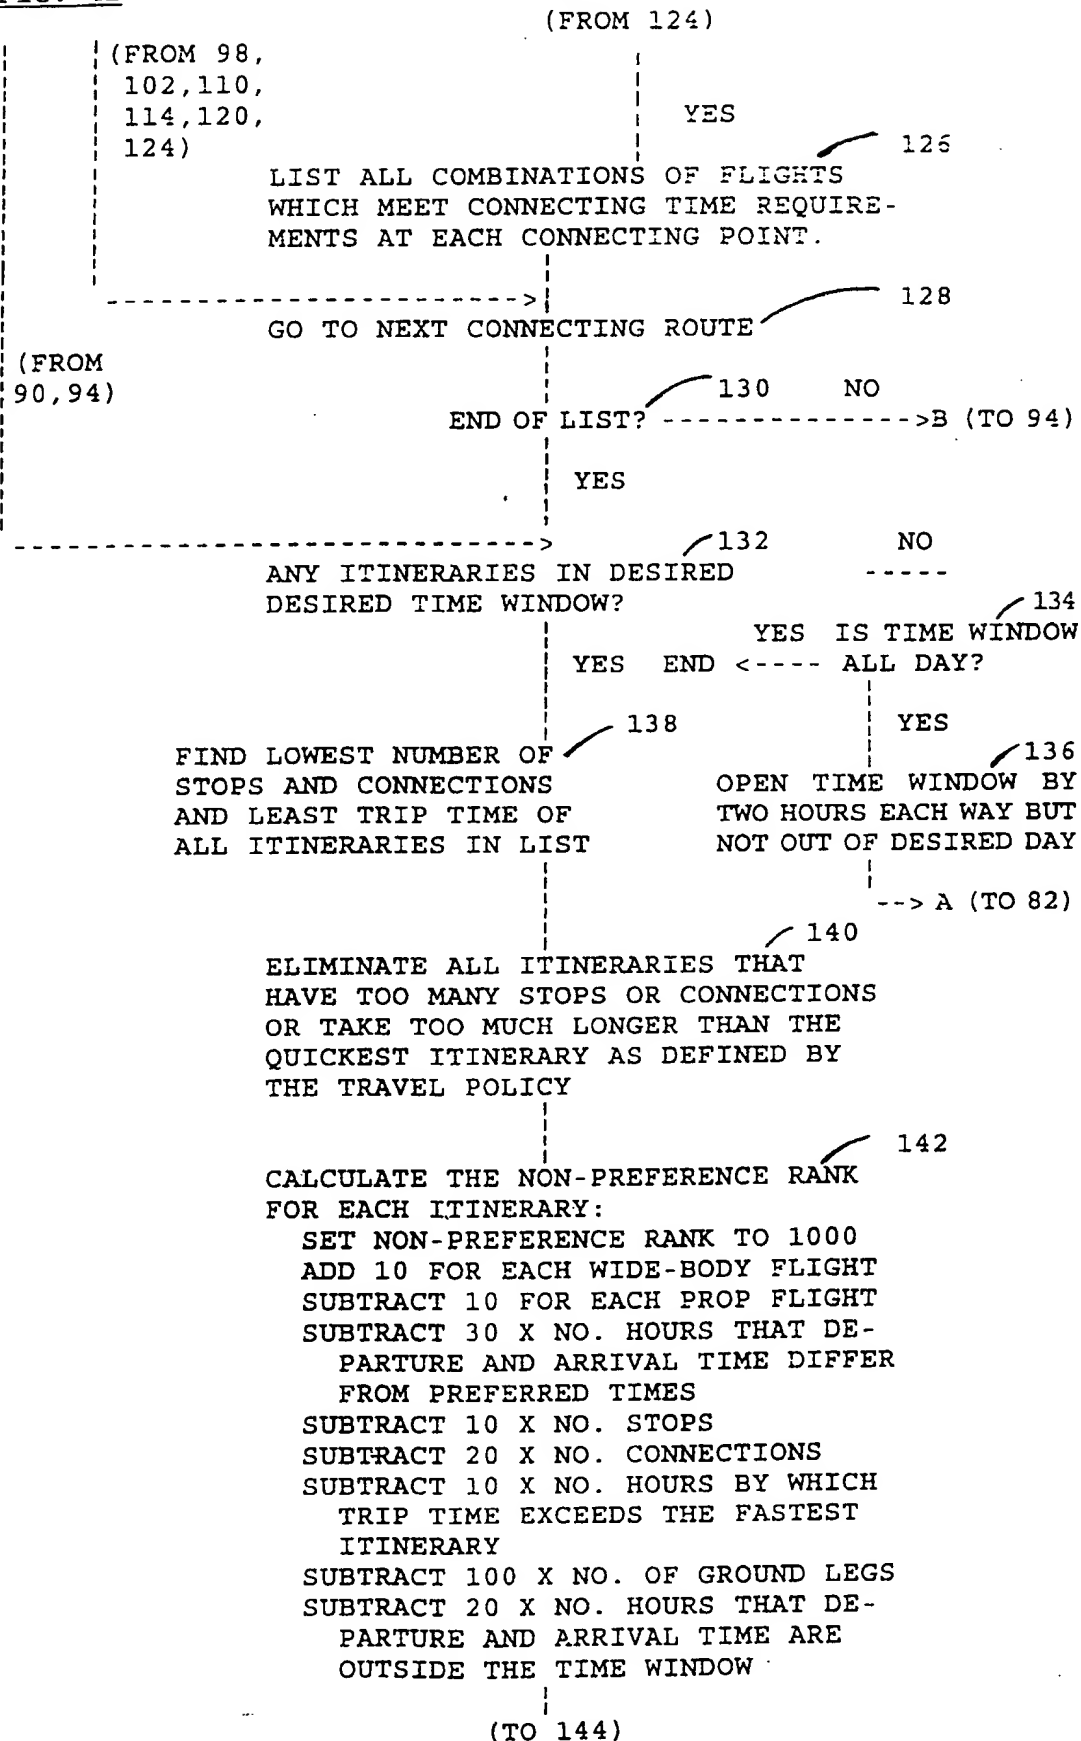 (FROM 124)
(FROM 98,
102,110,
114,120,
124)
YES
126
LIST ALL COMBINATIONS OF FLIGHTS
WHICH MEET CONNECTING TIME REQUIRE-
MENTS AT EACH CONNECTING POINT.
128
GO TO NEXT CONNECTING ROUTE
(FROM
90,94)
130 NO
END OF LIST? -------------->B (TO 94)
YES
132 NO
ANY ITINERARIES IN DESIRED
DESIRED TIME WINDOW?
134
YES IS TIME WINDOW
YES END <---- ALL DAY?
138
YES
136
FIND LOWEST NUMBER OF
STOPS AND CONNECTIONS
AND LEAST TRIP TIME OF
ALL ITINERARIES IN LIST
OPEN TIME WINDOW BY
TWO HOURS EACH WAY BUT
NOT OUT OF DESIRED DAY
--> A (TO 82)
140
ELIMINATE ALL ITINERARIES THAT
HAVE TOO MANY STOPS OR CONNECTIONS
OR TAKE TOO MUCH LONGER THAN THE
QUICKEST ITINERARY AS DEFINED BY
THE TRAVEL POLICY
142
CALCULATE THE NON-PREFERENCE RANK
FOR EACH ITINERARY:
SET NON-PREFERENCE RANK TO 1000
ADD 10 FOR EACH WIDE-BODY FLIGHT
SUBTRACT 10 FOR EACH PROP FLIGHT
SUBTRACT 30 X NO. HOURS THAT DE-
PARTURE AND ARRIVAL TIME DIFFER
FROM PREFERRED TIMES
SUBTRACT 10 X NO. STOPS
SUBTRACT 20 X NO. CONNECTIONS
SUBTRACT 10 X NO. HOURS BY WHICH
TRIP TIME EXCEEDS THE FASTEST
ITINERARY
SUBTRACT 100 X NO. OF GROUND LEGS
SUBTRACT 20 X NO. HOURS THAT DE-
PARTURE AND ARRIVAL TIME ARE
OUTSIDE THE TIME WINDOW
(TO 144)